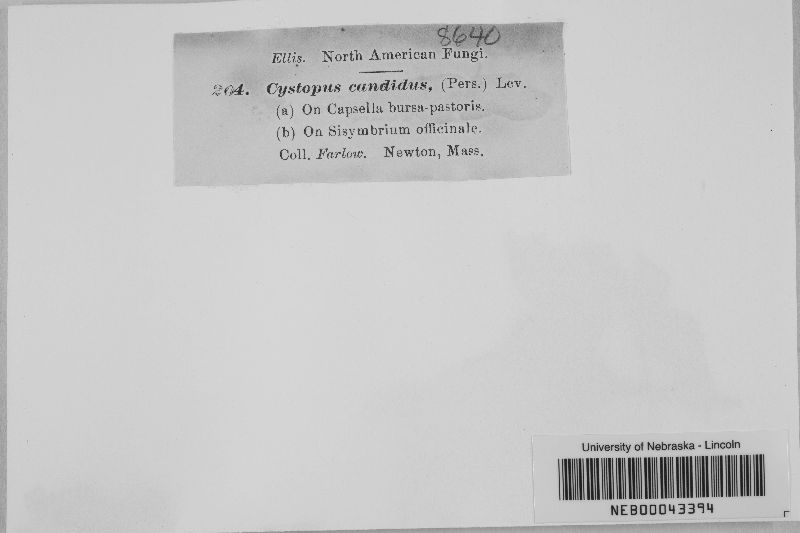 8640
Ellis. North American Fungi.
204. Cystopus candidus, (Pers.) Lev.
(a) On Capsella bursa-pastoris.
(b) On Sisymbrium officinale.
Coll. Farlow. Newton, Mass.
University of Nebraska - Lincoln
NEB00043394